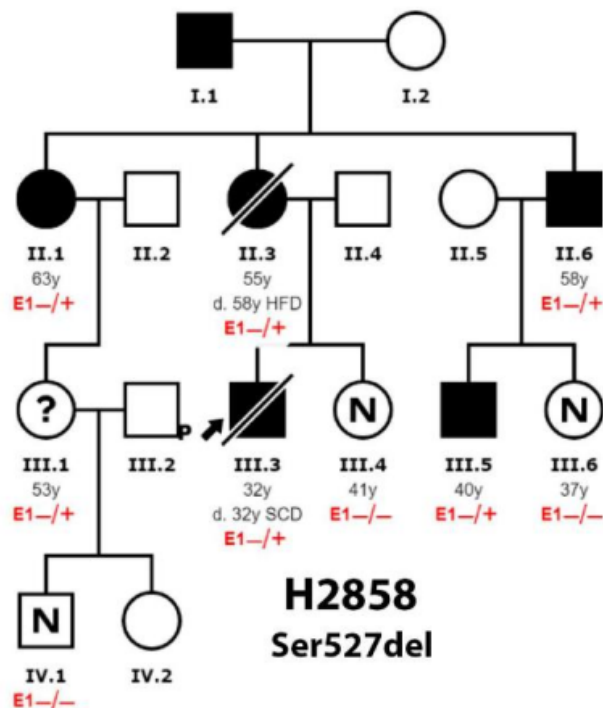 I.1 I.2
II.1 II.2 II.3 II.4 II.5 II.6
63y 55y 58y
E1—/+ d. 58y HFD E1—/+
E1—/+
? P N N
III.1 III.2 III.3 III.4 III.5 III.6
53y 32y 41y 40y 37y
E1—/+ d. 32y SCD E1—/— E1—/+ E1—/—
E1—/+
N
IV.1 IV.2
E1—/—
H2858
Ser527del